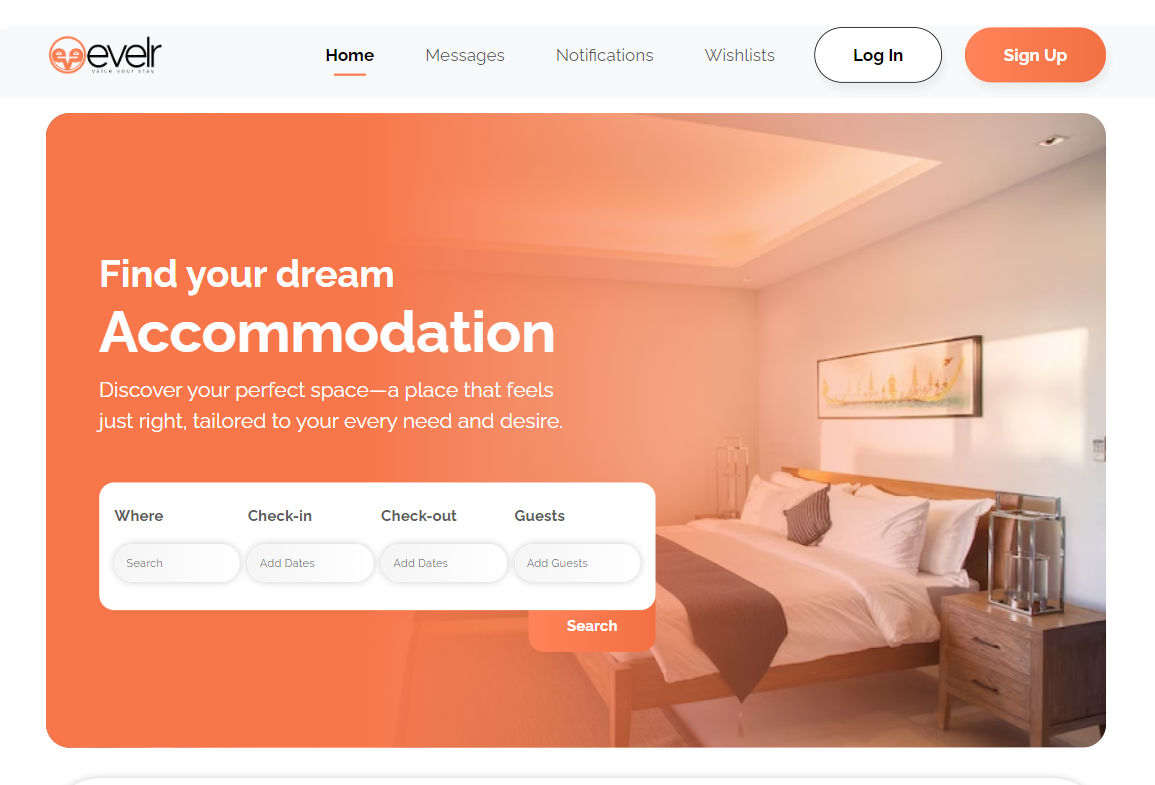 evelr
value your stay
Home
Messages
Notifications
Wishlists
Log In
Sign Up
Find your dream
Accommodation
Discover your perfect space—a place that feels
just right, tailored to your every need and desire.
Where
Check-in
Check-out
Guests
Search
Add Dates
Add Dates
Add Guests
Search